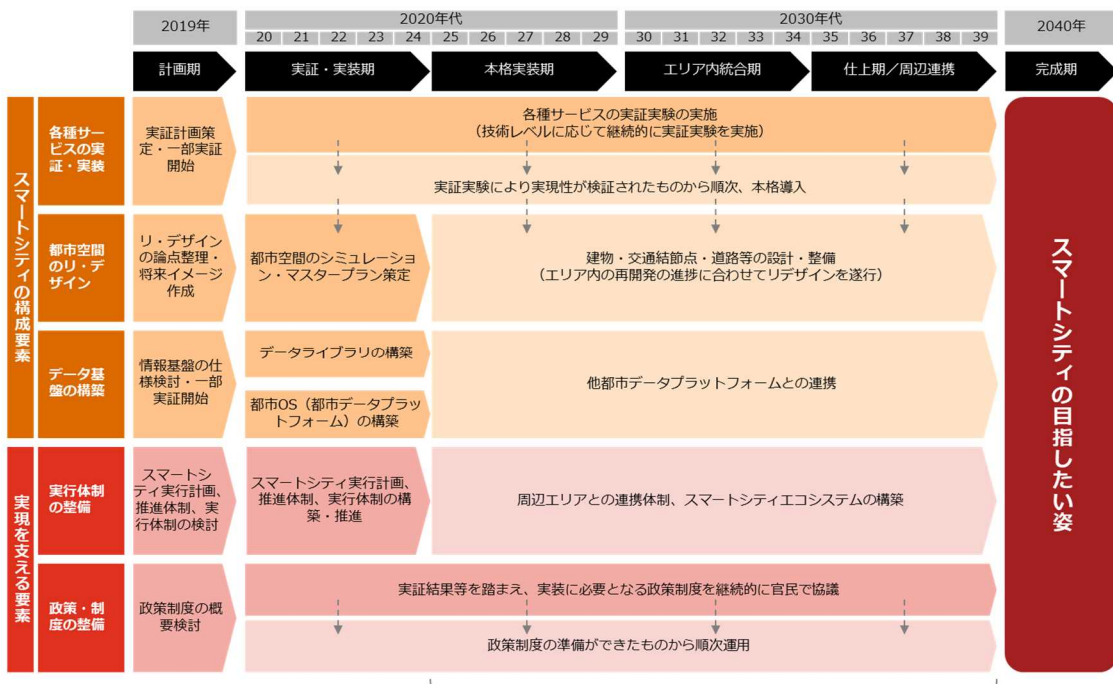 2019年
2020年代
2030年代
2040年
20 21 22 23 24 25 26 27 28 29 30 31 32 33 34 35 36 37 38 39
計画期
実証・実装期
本格実装期
エリア内統合期
仕上期／周辺連携
完成期
スマートシティの構成要素
各種サー
ビスの実
証・実装
実証計画策
定・一部実証
開始
各種サービスの実証実験の実施
（技術レベルに応じて継続的に実証実験を実施）
実証実験により実現性が検証されたものから順次、本格導入
都市空間
のリ・デ
ザイン
リ・デザイン
の論点整理・
将来イメージ
作成
都市空間のシミュレーショ
ン・マスタープラン策定
建物・交通結節点・道路等の設計・整備
（エリア内の再開発の進捗に合わせてリデザインを遂行）
データ基
盤の構築
情報基盤の仕
様検討・一部
実証開始
データライブラリの構築
都市OS（都市データプラッ
トフォーム）の構築
他都市データプラットフォームとの連携
実現を支える要素
実行体制
の整備
スマートシ
ティ実行計画、
推進体制、実
行体制の検討
スマートシティ実行計画、
推進体制、実行体制の構
築・推進
周辺エリアとの連携体制、スマートシティエコシステムの構築
政策・制
度の整備
政策制度の概
要検討
実証結果等を踏まえ、実装に必要となる政策制度を継続的に官民で協議
政策制度の準備ができたものから順次運用
スマートシティの目指したい姿